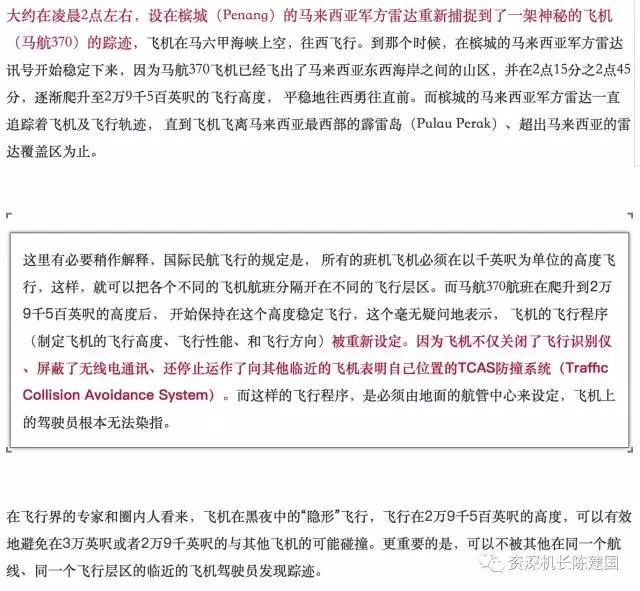 大约在凌晨2点左右，设在槟城（Penang）的马来西亚军方雷达重新捕捉到了一架神秘的飞机
（马航370）的踪迹，飞机在马六甲海峡上空，往西飞行。到那个时候，在槟城的马来西亚军方雷达
讯号开始稳定下来，因为马航370飞机已经飞出了马来西亚东西海岸之间的山区，并在2点15分之2点45
分，逐渐爬升至2万9千5百英呎的飞行高度， 平稳地往西勇往直前。而槟城的马来西亚军方雷达一直
追踪着飞机及飞行轨迹， 直到飞机飞离马来西亚最西部的霹雷岛（Pulau Perak）、超出马来西亚的雷
达覆盖区为止。
这里有必要稍作解释，国际民航飞行的规定是， 所有的班机飞机必须在以千英呎为单位的高度飞
行，这样，就可以把各个不同的飞机航班分隔开在不同的飞行层区。而马航370航班在爬升到2万
9千5百英呎的高度后， 开始保持在这个高度稳定飞行，这个毫无疑问地表示， 飞机的飞行程序
（制定飞机的飞行高度、飞行性能、和飞行方向）被重新设定。因为飞机不仅关闭了飞行识别仪
、屏蔽了无线电通讯、还停止运作了向其他临近的飞机表明自己位置的TCAS防撞系统（Traffic
Collision Avoidance System）。而这样的飞行程序，是必须由地面的航管中心来设定，飞机上
的驾驶员根本无法染指。
在飞行界的专家和圈内人看来，飞机在黑夜中的“隐形”飞行，飞行在2万9千5百英呎的高度，可以有效
地避免在3万英呎或者2万9千英呎的与其他飞机的可能碰撞。更重要的是，可以不被其他在同一个航
线、同一个飞行层区的临近的飞机驾驶员发现踪迹。
资深机长陈建国